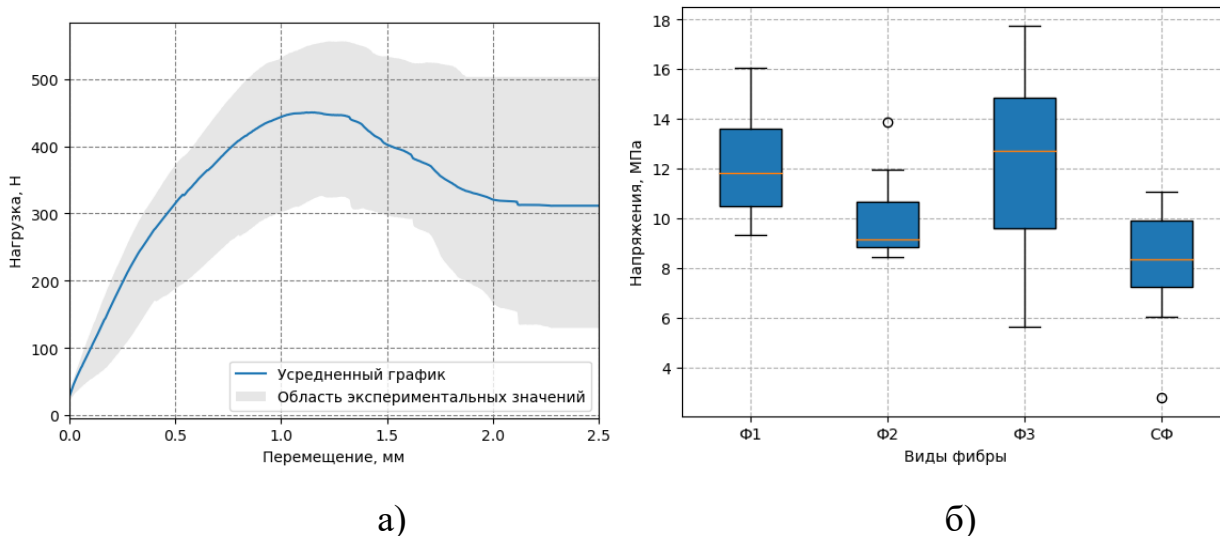 500
400
300
200
100
0
Нагрузка, Н
Усредненный график
Область экспериментальных значений
0.0 0.5 1.0 1.5 2.0 2.5
Перемещение, мм
а)
18
16
14
12
10
8
6
4
Напряжения, МПа
Ф1 Ф2 Ф3 СФ
Виды фибры
б)